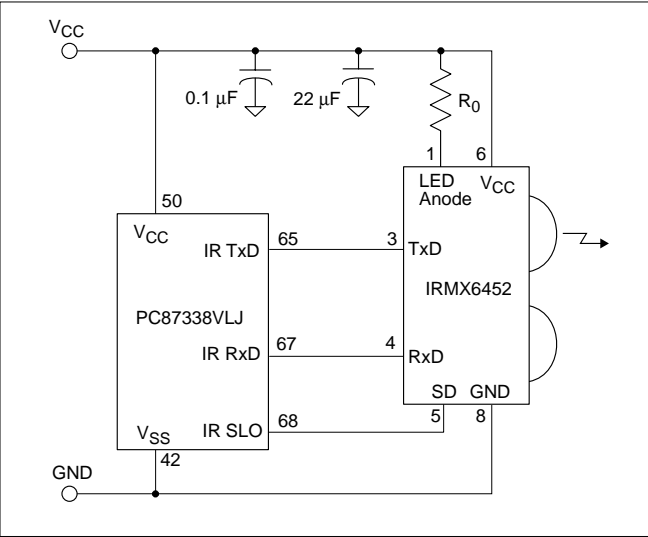 VCC
0.1 μF
22 μF
R0
1
6
LED
Anode
VCC
50
VCC
IR TxD
65
3
TxD
IRMX6452
PC87338VLJ
IR RxD
67
4
RxD
SD
GND
IR SLO
68
5
8
VSS
42
GND